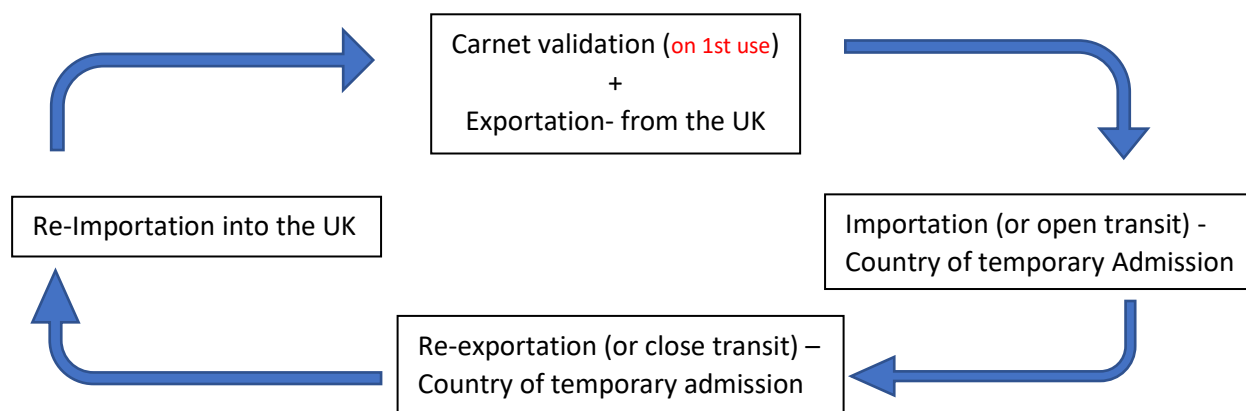 Carnet validation (on 1st use)
+
Exportation- from the UK
Re-Importation into the UK
Importation (or open transit) -
Country of temporary Admission
Re-exportation (or close transit) –
Country of temporary admission